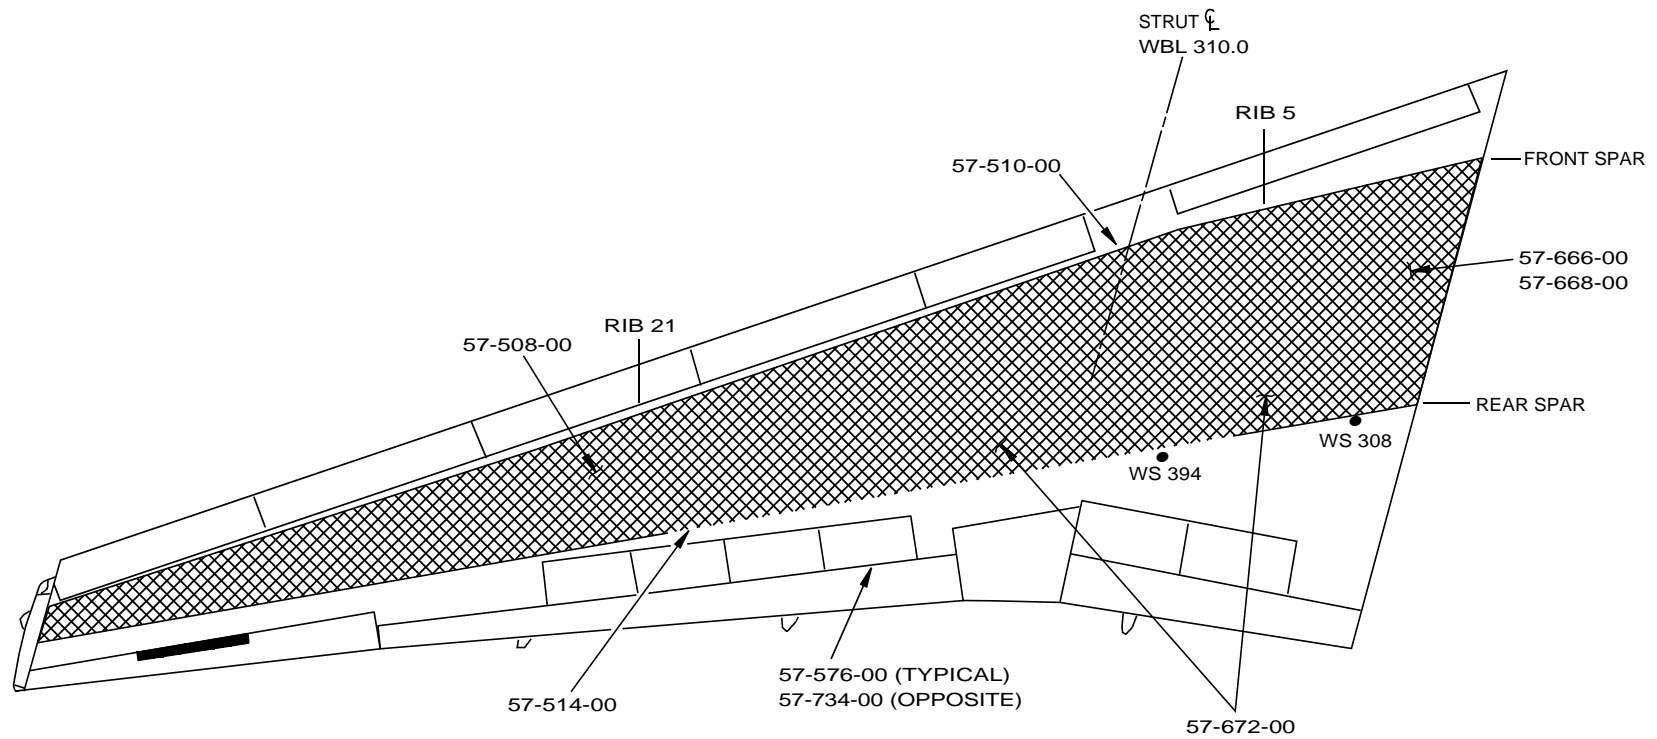 STRUT ℄
WBL 310.0
RIB 5
57-510-00
FRONT SPAR
57-666-00
57-668-00
RIB 21
57-508-00
REAR SPAR
WS 308
WS 394
57-576-00 (TYPICAL)
57-734-00 (OPPOSITE)
57-514-00
57-672-00